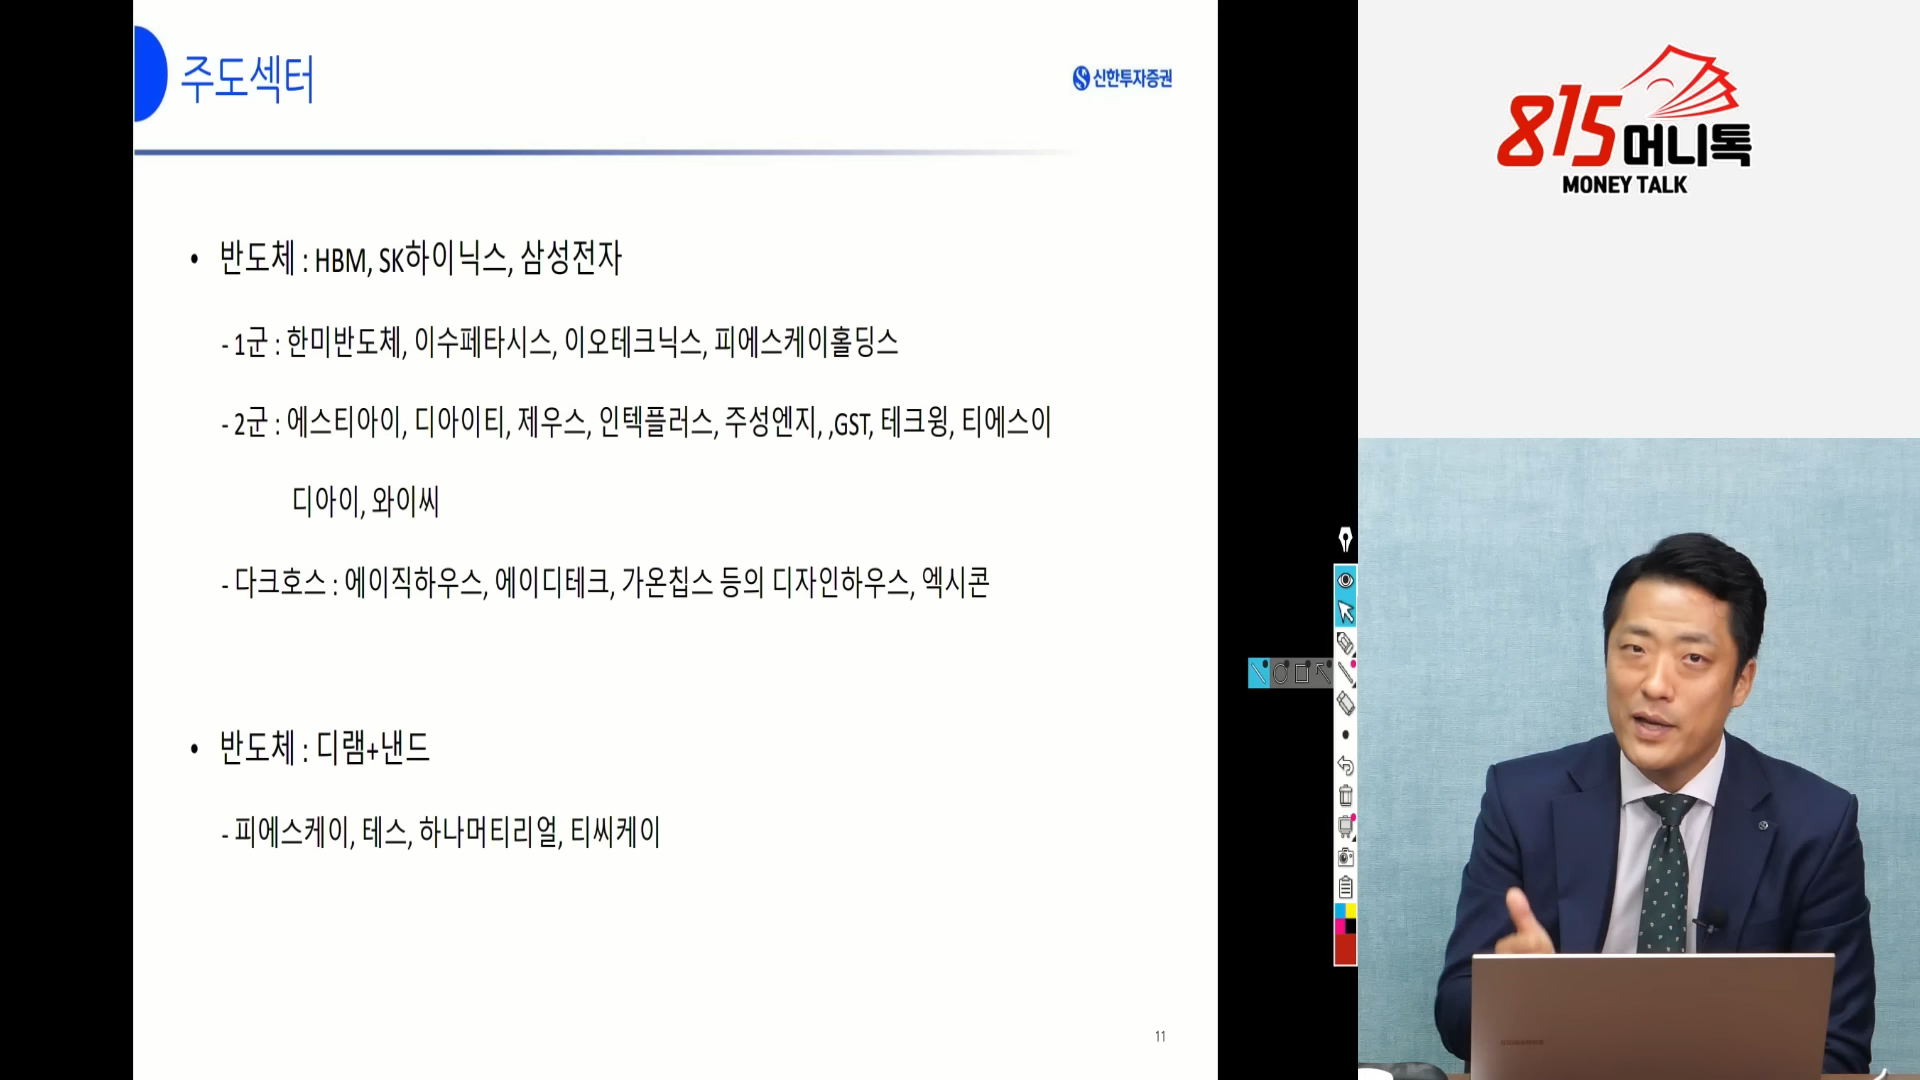 주도섹터
신한투자증권
• 반도체 : HBM, SK하이닉스, 삼성전자
- 1군 : 한미반도체, 이수페타시스, 이오테크닉스, 피에스케이홀딩스
- 2군 : 에스티아이, 디아이티, 제우스, 인텍플러스, 주성엔지, ,GST, 테크윙, 티에스이
디아이, 와이씨
- 다크호스 : 에이직하우스, 에이디테크, 가온칩스 등의 디자인하우스, 엑시콘
• 반도체 : 디램+낸드
- 피에스케이, 테스, 하나머티리얼, 티씨케이
11
815머니톡
MONEY TALK
SAMSUNG